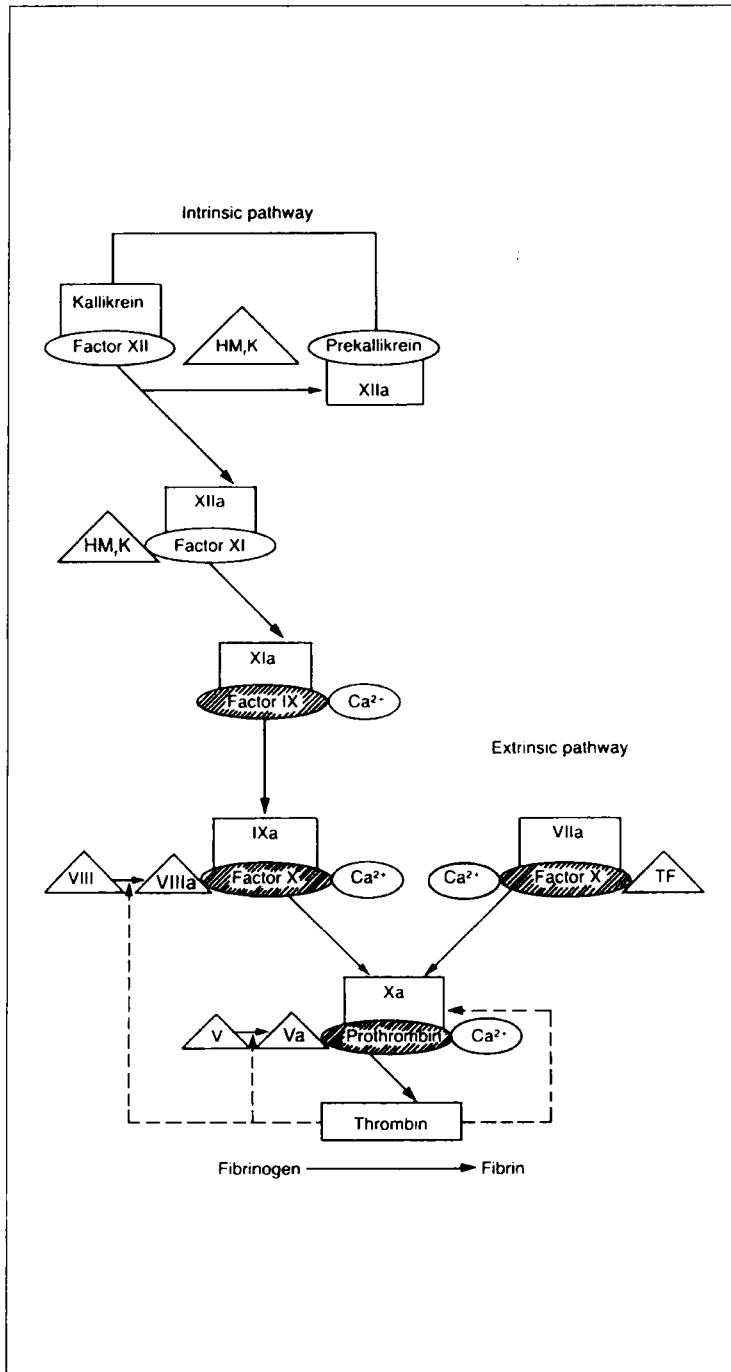 Intrinsic pathway
Kallikrein
Factor XII
HM,K
Prekallikrein
XIIa
XIIa
HM,K
Factor XI
XIa
Factor IX
Ca²⁺
Extrinsic pathway
IXa
VIIa
VIII
VIIIa
Factor X
Ca²⁺
Ca²⁺
Factor X
TF
Xa
V
Va
Prothrombin
Ca²⁺
Thrombin
Fibrinogen
Fibrin